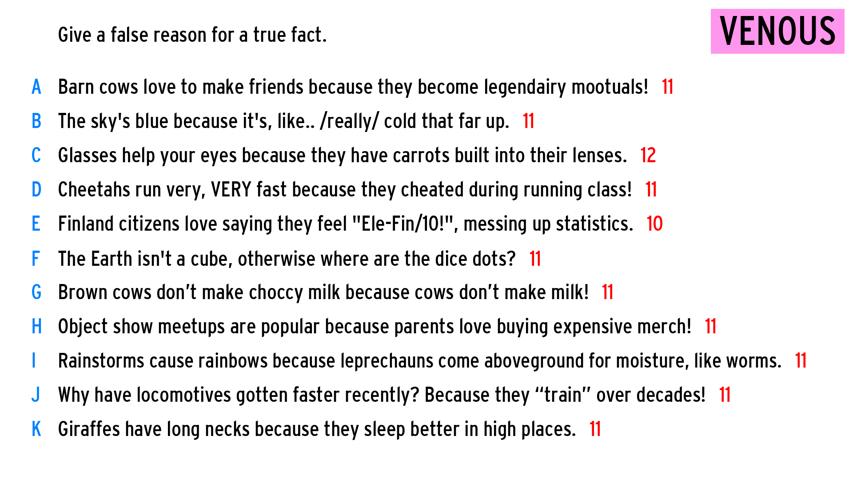 Give a false reason for a true fact.
VENOUS
A Barn cows love to make friends because they become legendairy mootuals! 11
B The sky's blue because it's, like.. /really/ cold that far up. 11
C Glasses help your eyes because they have carrots built into their lenses. 12
D Cheetahs run very, VERY fast because they cheated during running class! 11
E Finland citizens love saying they feel "Ele-Fin/10!", messing up statistics. 10
F The Earth isn't a cube, otherwise where are the dice dots? 11
G Brown cows don’t make choccy milk because cows don’t make milk! 11
H Object show meetups are popular because parents love buying expensive merch! 11
I Rainstorms cause rainbows because leprechauns come aboveground for moisture, like worms. 11
J Why have locomotives gotten faster recently? Because they “train” over decades! 11
K Giraffes have long necks because they sleep better in high places. 11